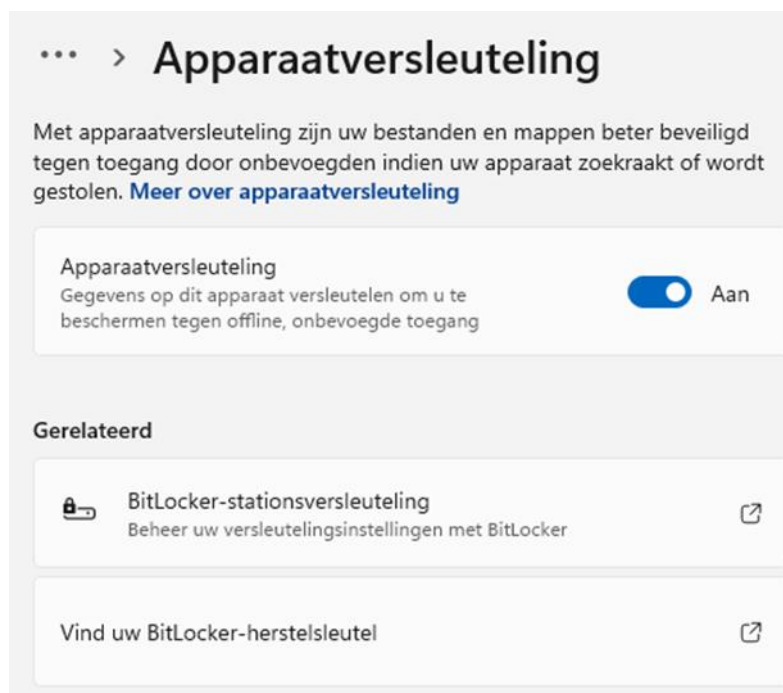 ··· > Apparaatversleuteling
Met apparaatversleuteling zijn uw bestanden en mappen beter beveiligd
tegen toegang door onbevoegden indien uw apparaat zoekraakt of wordt
gestolen. Meer over apparaatversleuteling
Apparaatversleuteling
Gegevens op dit apparaat versleutelen om u te
beschermen tegen offline, onbevoegde toegang
Aan
Gerelateerd
BitLocker-stationsversleuteling
Beheer uw versleutelingsinstellingen met BitLocker
Vind uw BitLocker-herstelsleutel